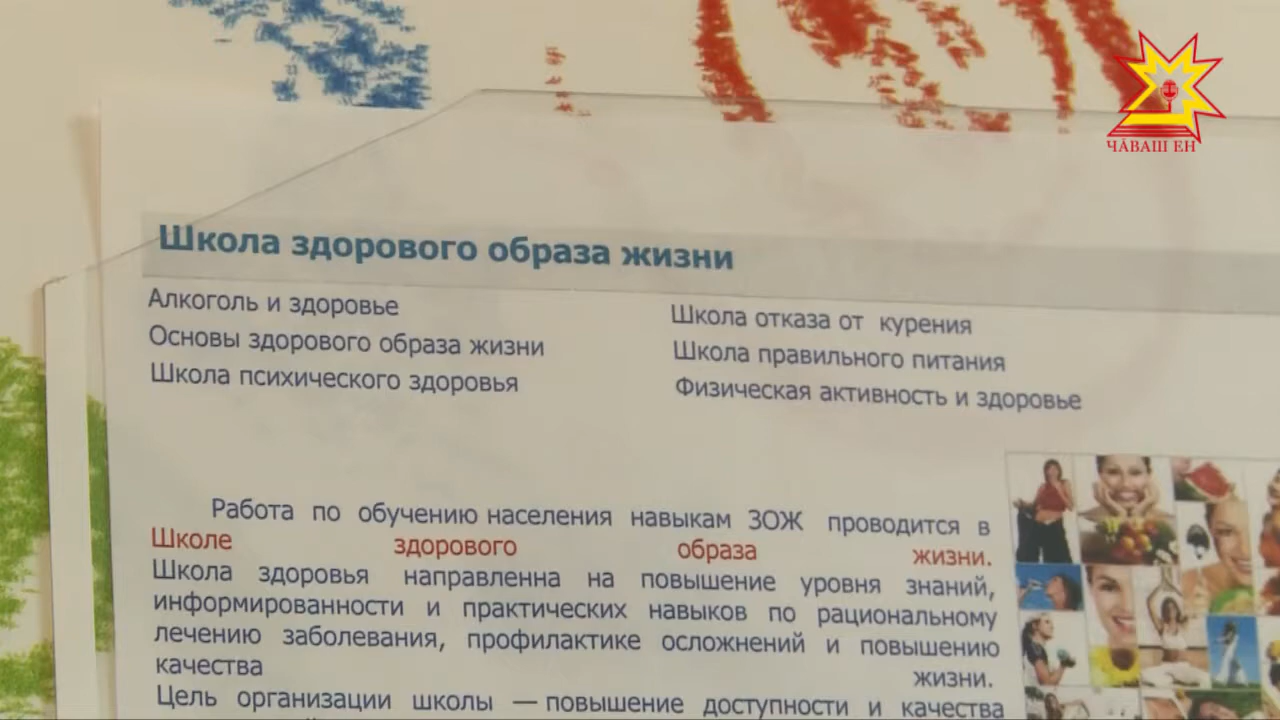 ЧӐВАШ ЕН
Школа здорового образа жизни
Алкоголь и здоровье
Основы здорового образа жизни
Школа психического здоровья
Школа отказа от курения
Школа правильного питания
Физическая активность и здоровье
Работа по обучению населения навыкам ЗОЖ проводится в
Школе здорового образа жизни.
Школа здоровья направленна на повышение уровня знаний,
информированности и практических навыков по рациональному
лечению заболевания, профилактике осложнений и повышению
качества жизни.
Цель организации школы — повышение доступности и качества